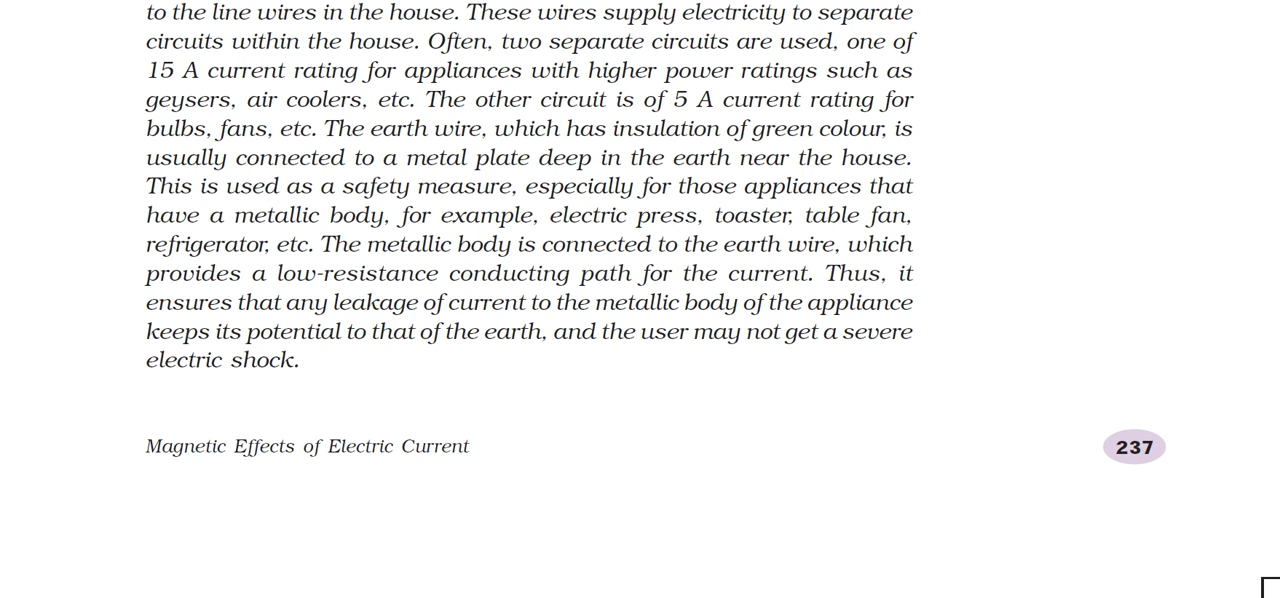 to the line wires in the house. These wires supply electricity to separate
circuits within the house. Often, two separate circuits are used, one of
15 A current rating for appliances with higher power ratings such as
geysers, air coolers, etc. The other circuit is of 5 A current rating for
bulbs, fans, etc. The earth wire, which has insulation of green colour, is
usually connected to a metal plate deep in the earth near the house.
This is used as a safety measure, especially for those appliances that
have a metallic body, for example, electric press, toaster, table fan,
refrigerator, etc. The metallic body is connected to the earth wire, which
provides a low-resistance conducting path for the current. Thus, it
ensures that any leakage of current to the metallic body of the appliance
keeps its potential to that of the earth, and the user may not get a severe
electric shock.
Magnetic Effects of Electric Current
237